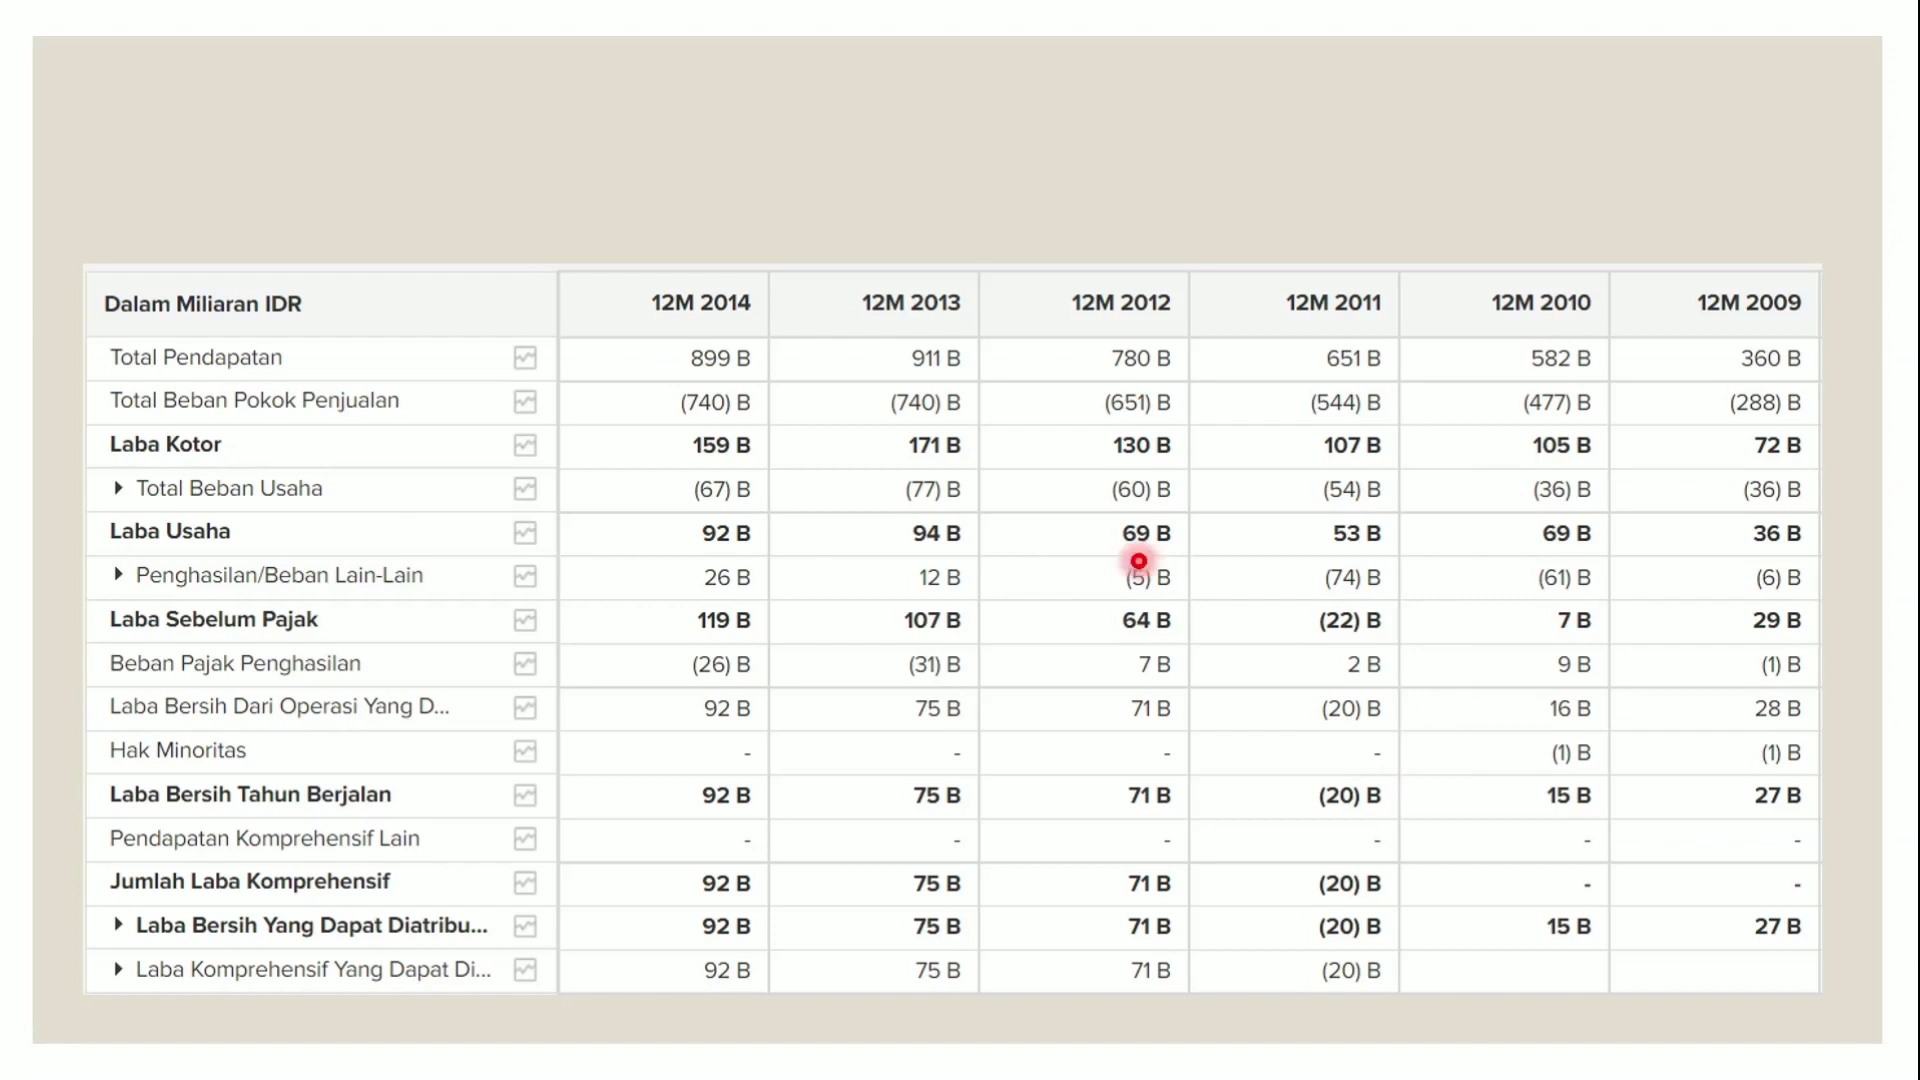 Dalam Miliaran IDR 12M 2014 12M 2013 12M 2012 12M 2011 12M 2010 12M 2009
Total Pendapatan 899 B 911 B 780 B 651 B 582 B 360 B
Total Beban Pokok Penjualan (740) B (740) B (651) B (544) B (477) B (288) B
Laba Kotor 159 B 171 B 130 B 107 B 105 B 72 B
Total Beban Usaha (67) B (77) B (60) B (54) B (36) B (36) B
Laba Usaha 92 B 94 B 69 B 53 B 69 B 36 B
Penghasilan/Beban Lain-Lain 26 B 12 B (5) B (74) B (61) B (6) B
Laba Sebelum Pajak 119 B 107 B 64 B (22) B 7 B 29 B
Beban Pajak Penghasilan (26) B (31) B 7 B 2 B 9 B (1) B
Laba Bersih Dari Operasi Yang D... 92 B 75 B 71 B (20) B 16 B 28 B
Hak Minoritas - - - - (1) B (1) B
Laba Bersih Tahun Berjalan 92 B 75 B 71 B (20) B 15 B 27 B
Pendapatan Komprehensif Lain - - - - - -
Jumlah Laba Komprehensif 92 B 75 B 71 B (20) B - -
Laba Bersih Yang Dapat Diatribu... 92 B 75 B 71 B (20) B 15 B 27 B
Laba Komprehensif Yang Dapat Di... 92 B 75 B 71 B (20) B